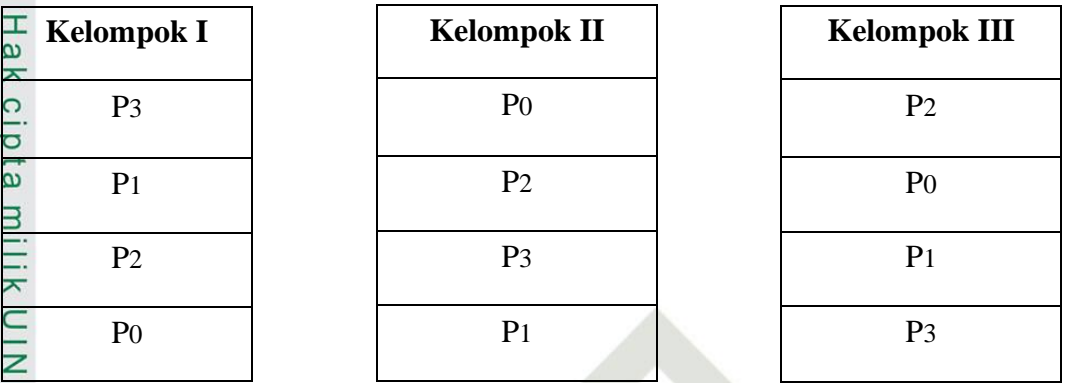 Kelompok I Kelompok II Kelompok III
P3 P0 P2
P1 P2 P0
P2 P3 P1
P0 P1 P3
Hak cipta milik UIN